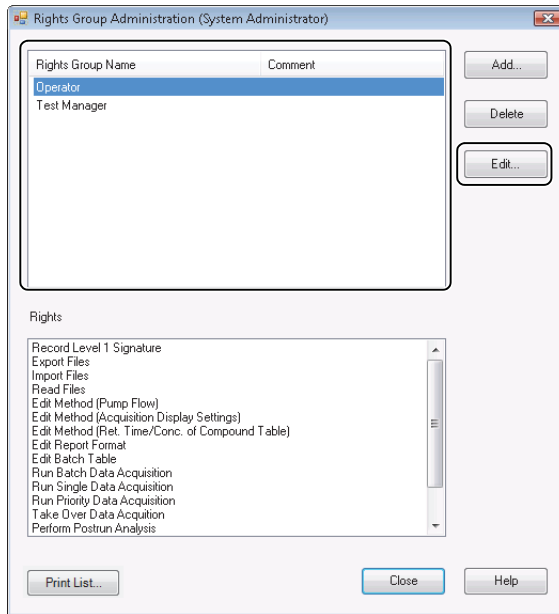 Rights Group Administration (System Administrator)
Rights Group Name Comment
Operator
Test Manager
Add...
Delete
Edit...
Rights
Record Level 1 Signature
Export Files
Import Files
Read Files
Edit Method (Pump Flow)
Edit Method (Acquisition Display Settings)
Edit Method (Ret. Time/Conc. of Compound Table)
Edit Report Format
Edit Batch Table
Run Batch Data Acquisition
Run Single Data Acquisition
Run Priority Data Acquisition
Take Over Data Acquition
Perform Postrun Analysis
Print List... Close Help